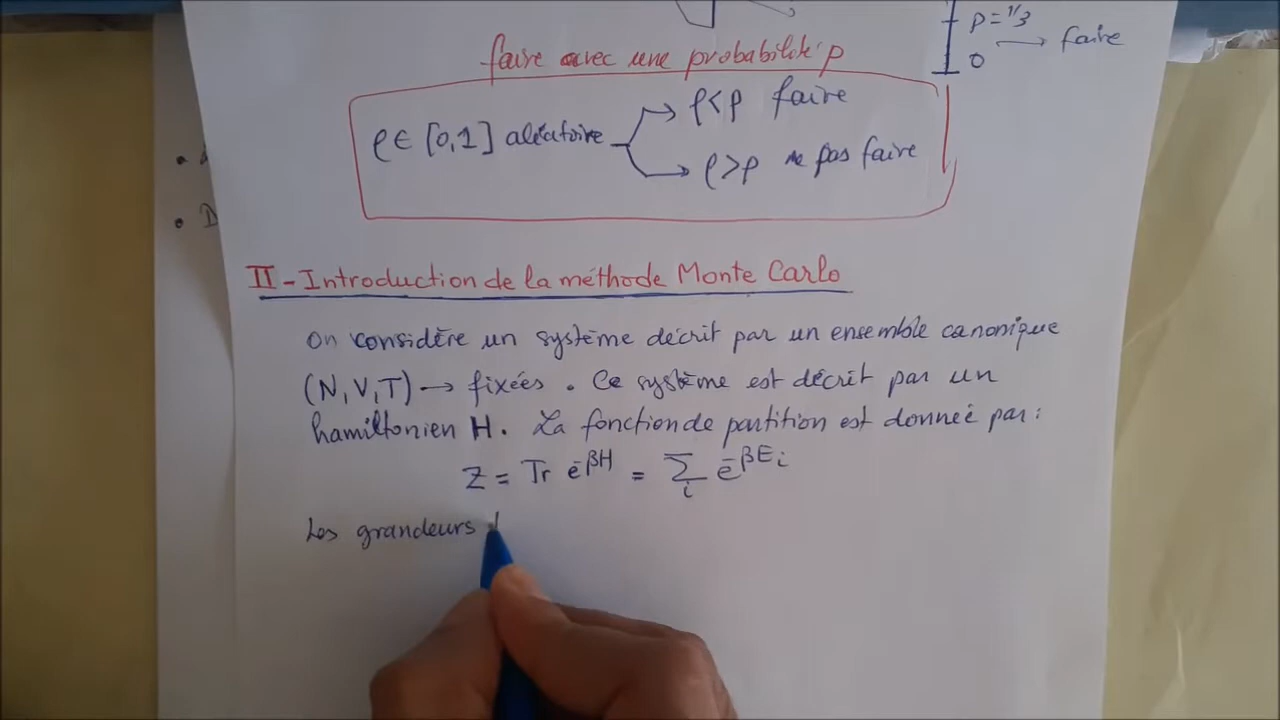 p = 1/3
0 → faire
faire avec une probabilité p
ρ ∈ [0,1] aléatoire
ρ < p faire
ρ > p ne pas faire
II - Introduction de la méthode Monte Carlo
On considère un système décrit par un ensemble canonique
(N,V,T) → fixées. Ce système est décrit par un
hamiltonien H. La fonction de partition est donneé par :
Z = Tr e^-βH = Σ_i e^-βE_i
Les grandeurs